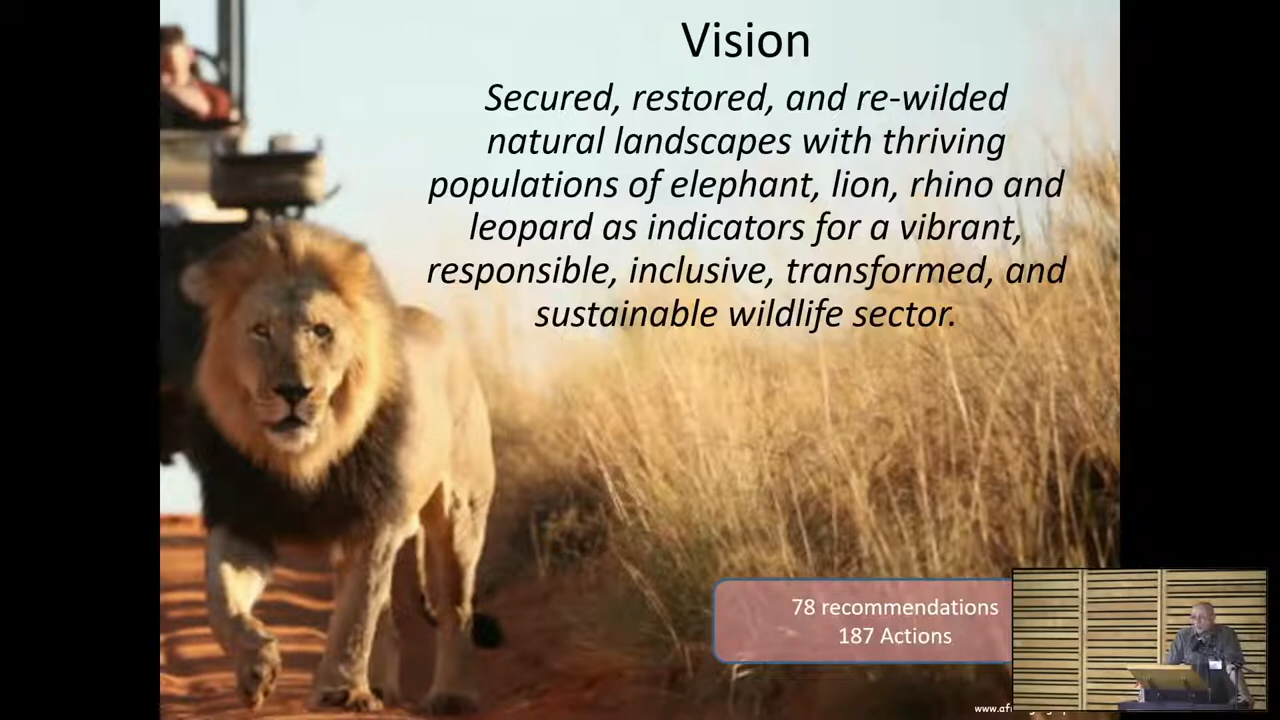 Vision
Secured, restored, and re-wilded
natural landscapes with thriving
populations of elephant, lion, rhino and
leopard as indicators for a vibrant,
responsible, inclusive, transformed, and
sustainable wildlife sector.
78 recommendations
187 Actions